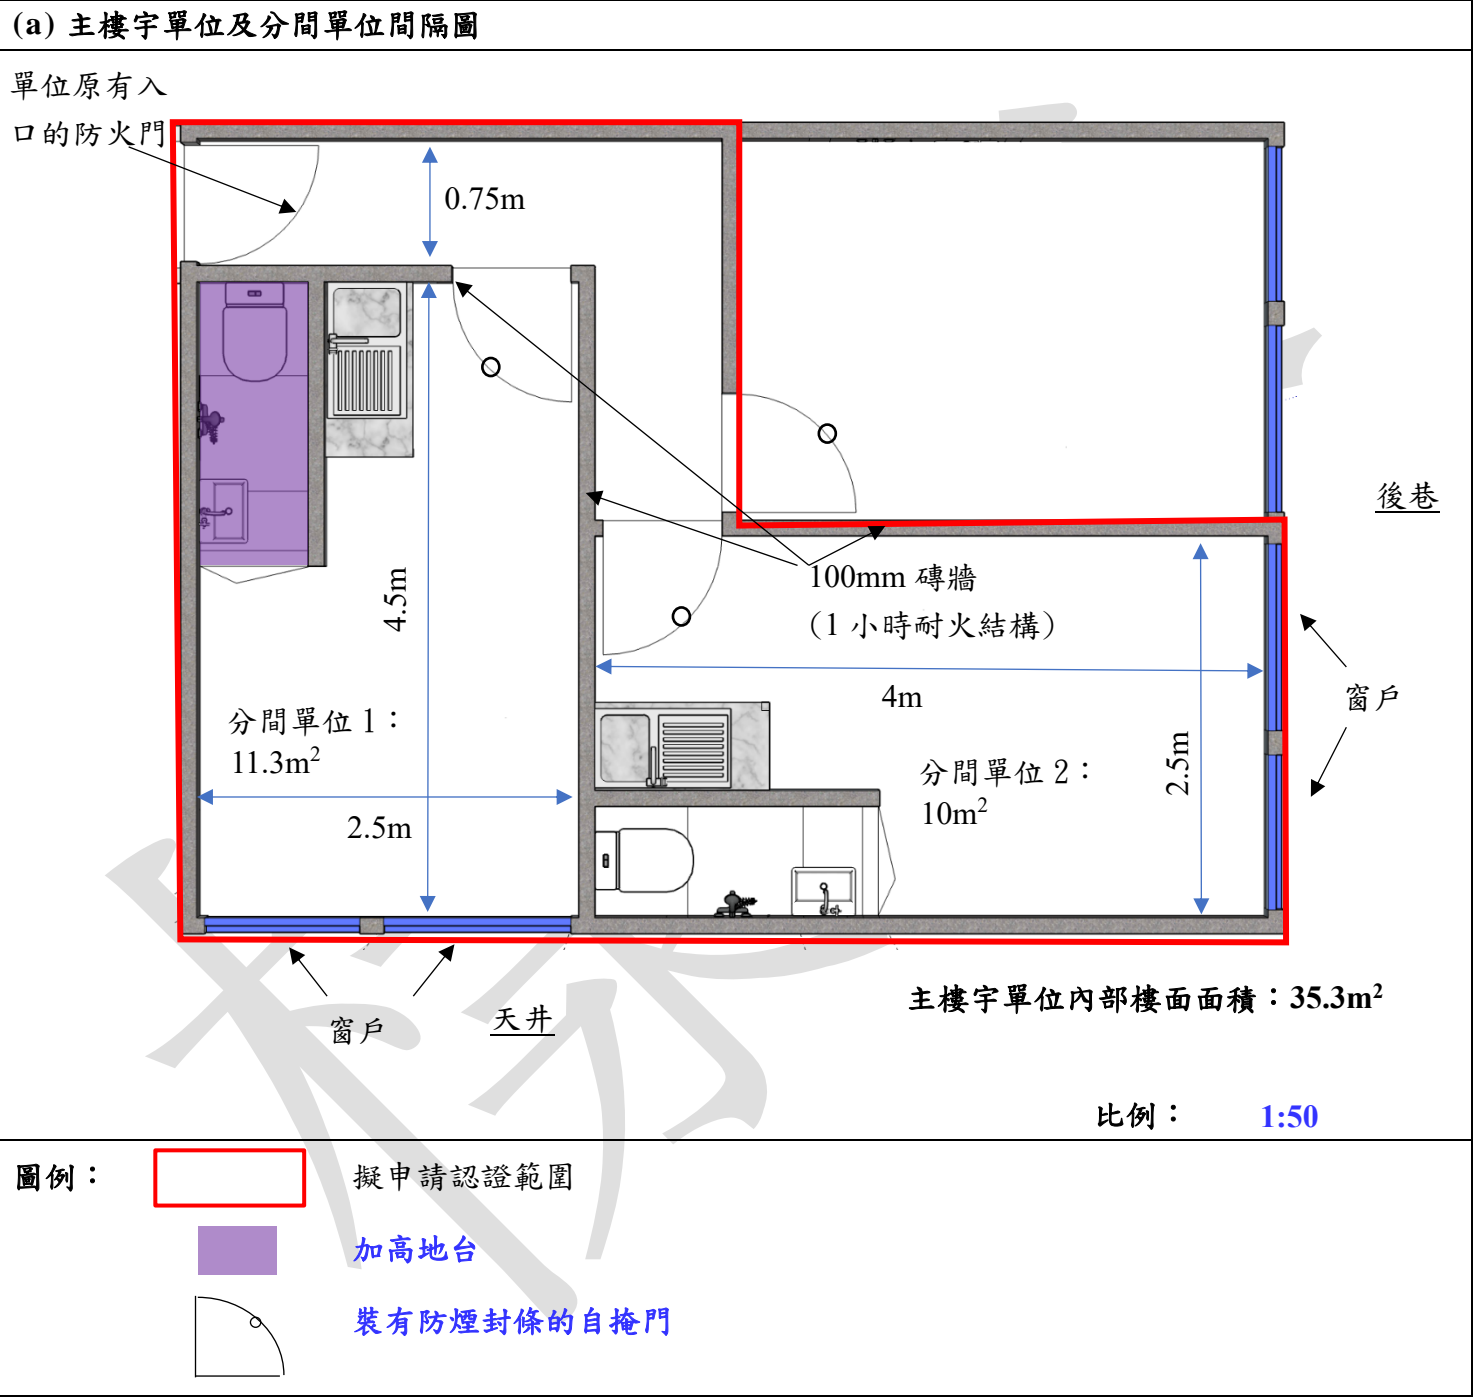 (a) 主樓宇單位及分間單位間隔圖
單位原有入
口的防火門
0.75m
後巷
4.5m
100mm 磚牆
(1 小時耐火結構)
4m
窗戶
分間單位 1：
11.3m²
2.5m
分間單位 2：
10m²
2.5m
主樓宇單位內部樓面面積：35.3m²
窗戶
天井
比例： 1:50
圖例：
擬申請認證範圍
加高地台
裝有防煙封條的自掩門